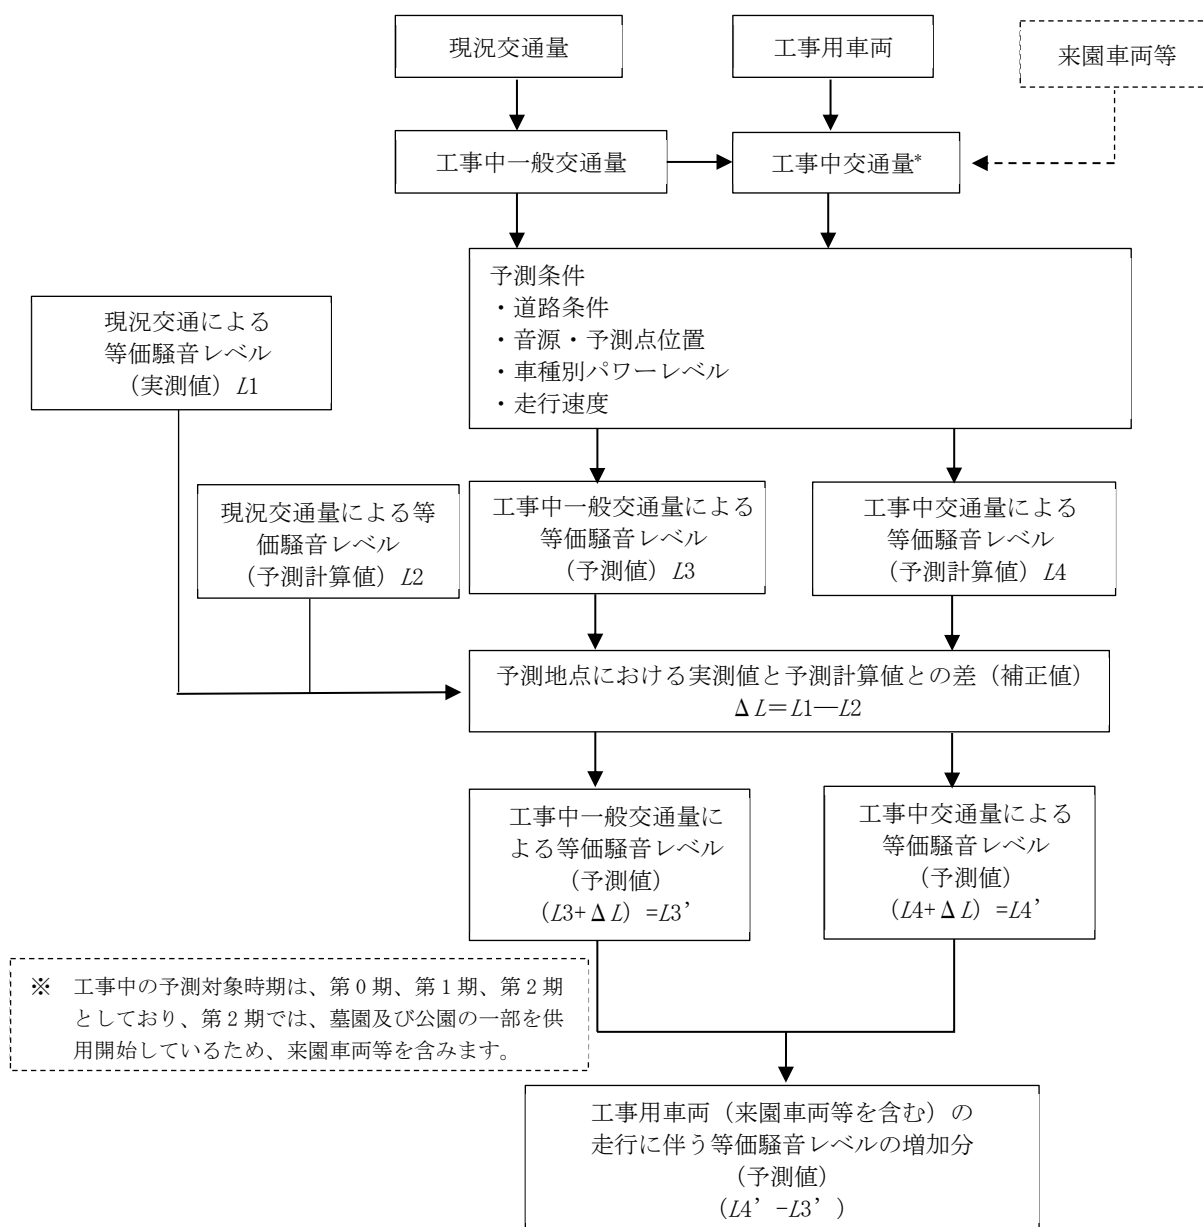 現況交通量
工事用車両
来園車両等
工事中一般交通量
工事中交通量*
予測条件
・道路条件
・音源・予測点位置
・車種別パワーレベル
・走行速度
現況交通による
等価騒音レベル
(実測値) L1
現況交通量による等
価騒音レベル
(予測計算値) L2
工事中一般交通量による
等価騒音レベル
(予測値) L3
工事中交通量による
等価騒音レベル
(予測計算値) L4
予測地点における実測値と予測計算値との差(補正値)
ΔL=L1―L2
工事中一般交通量に
よる等価騒音レベル
(予測値)
(L3+ΔL) =L3’
工事中交通量による
等価騒音レベル
(予測値)
(L4+ΔL) =L4’
※ 工事中の予測対象時期は、第0期、第1期、第2期
としており、第2期では、墓園及び公園の一部を供
用開始しているため、来園車両等を含みます。
工事用車両(来園車両等を含む)の
走行に伴う等価騒音レベルの増加分
(予測値)
(L4’-L3’)